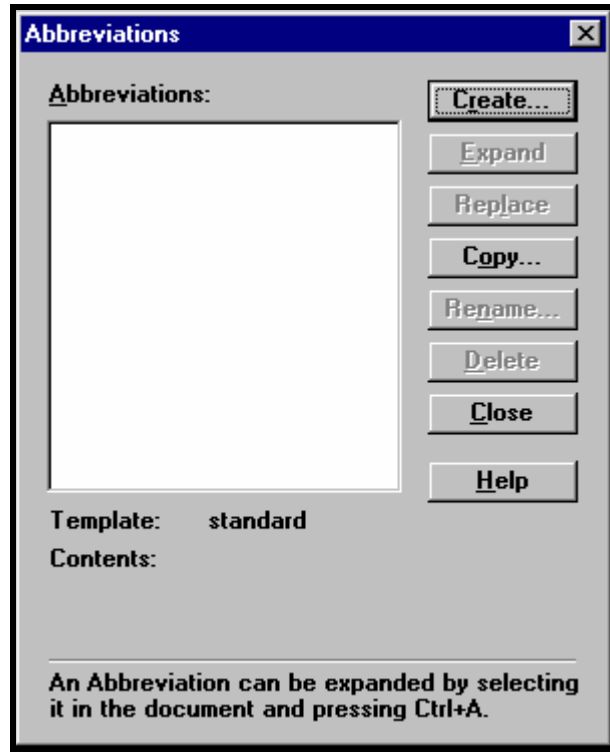 Abbreviations
Abbreviations:
Create...
Expand
Replace
Copy...
Rename...
Delete
Close
Help
Template: standard
Contents:
An Abbreviation can be expanded by selecting
it in the document and pressing Ctrl+A.